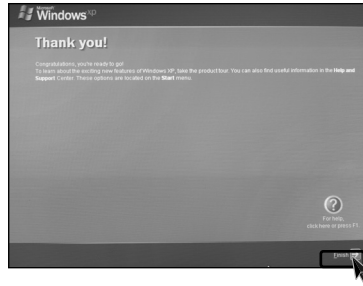 Microsoft
Windows xp
Thank you!
Congratulations, you're ready to go!
To learn about the exciting new features of Windows XP, take the product tour. You can also find useful information in the Help and
Support Center. These options are located on the Start menu.
For help,
click here or press F1.
Finish